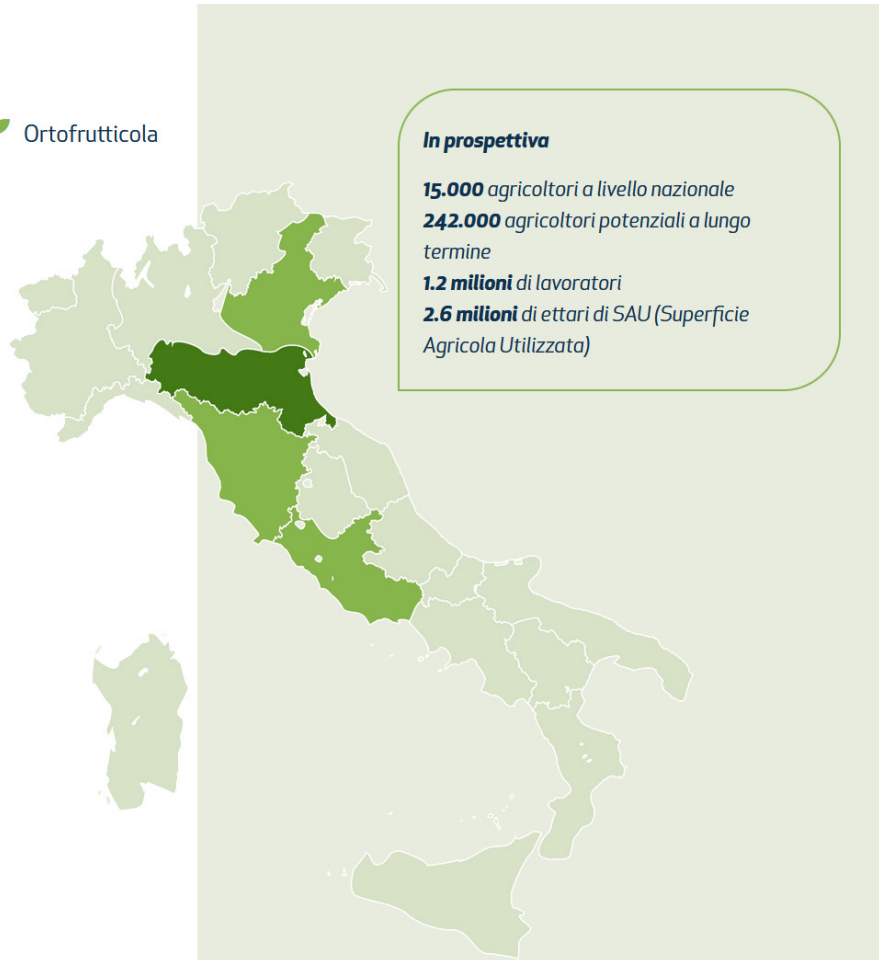 Ortofrutticola
In prospettiva
15.000 agricoltori a livello nazionale
242.000 agricoltori potenziali a lungo
termine
1.2 milioni di lavoratori
2.6 milioni di ettari di SAU (Superficie
Agricola Utilizzata)